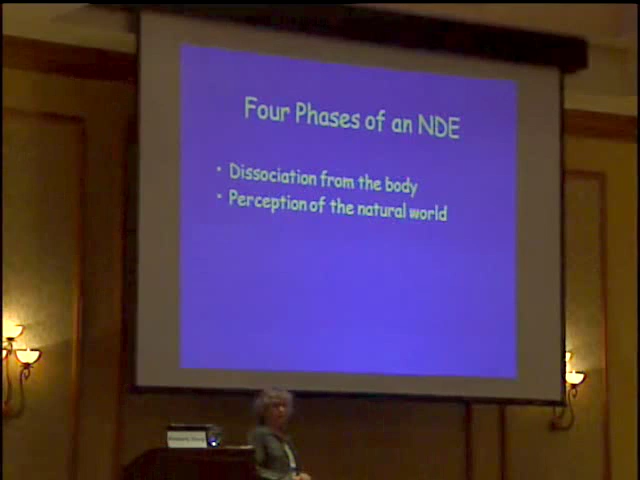 Four Phases of an NDE
· Dissociation from the body
· Perception of the natural world